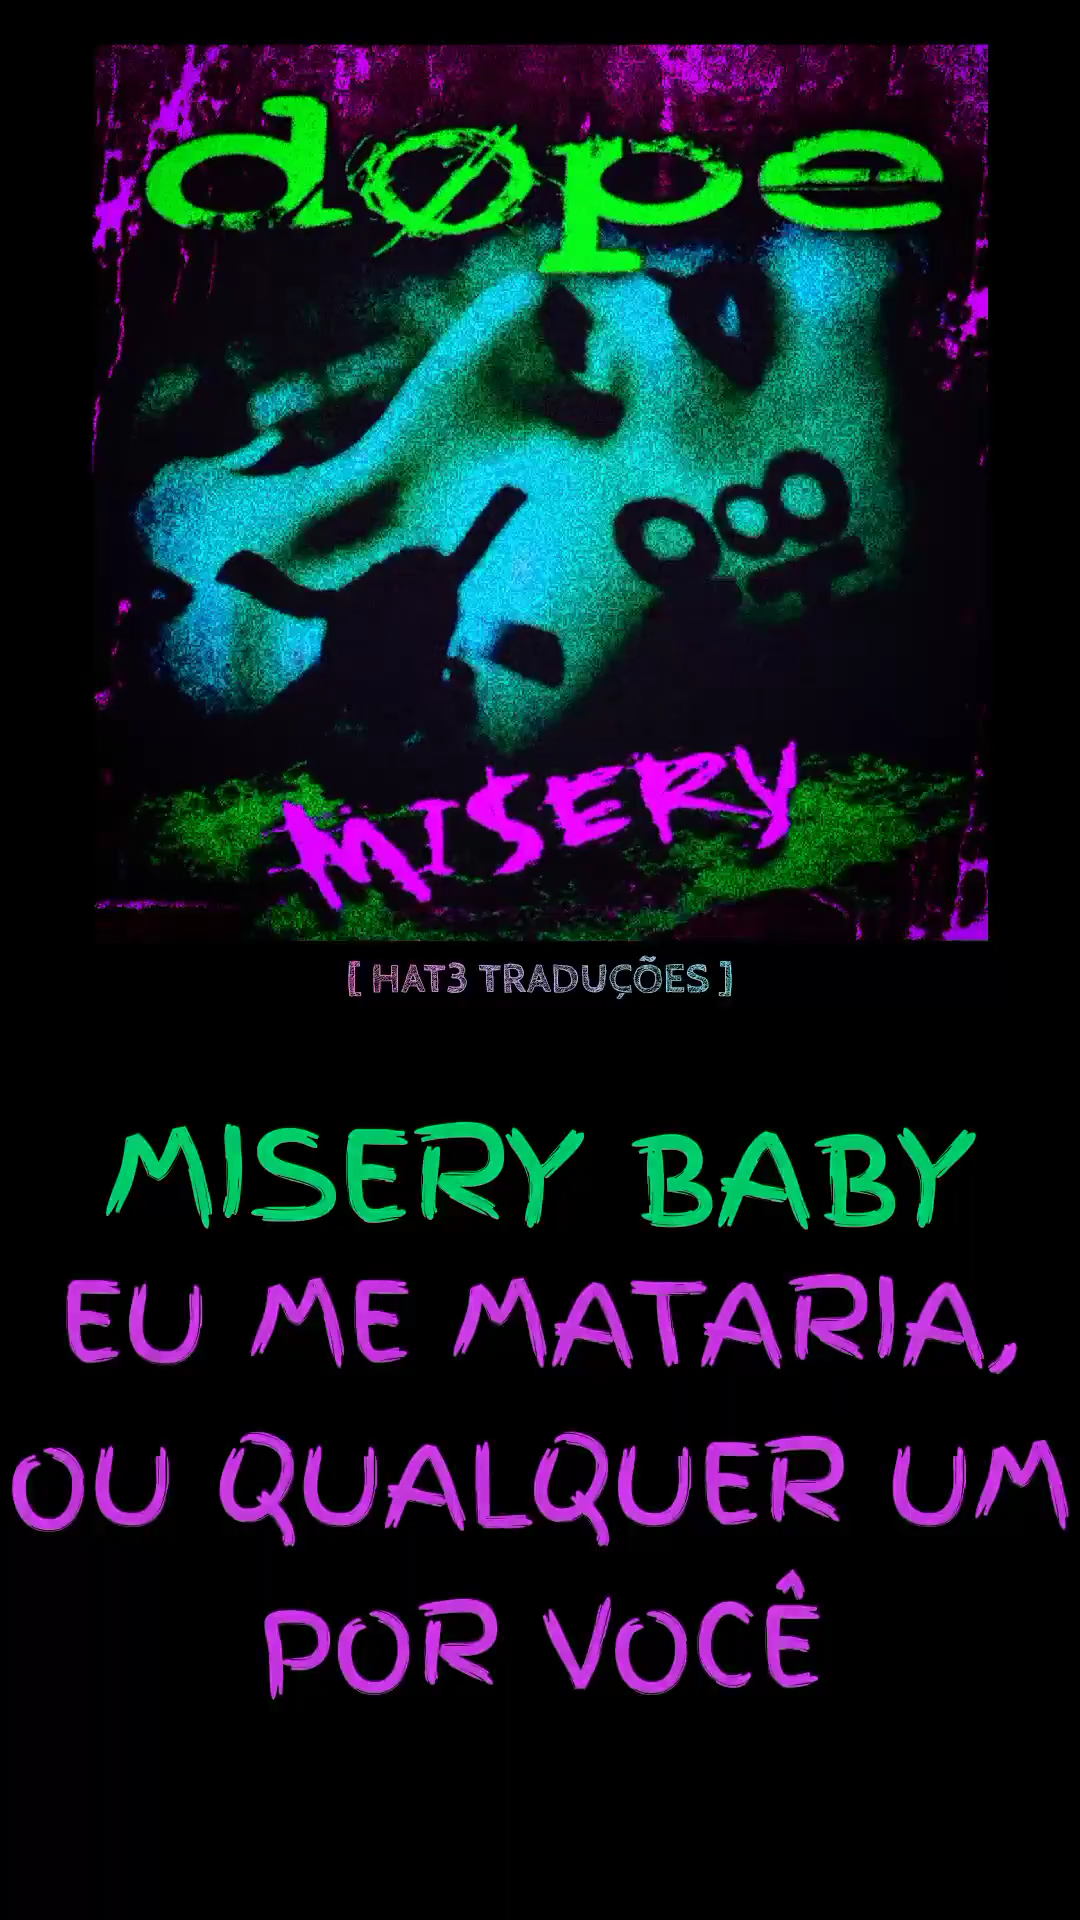 døpe
MISERY
[ HAT3 TRADUÇÕES ]
MISERY BABY
EU ME MATARIA,
OU QUALQUER UM
POR VOCÊ